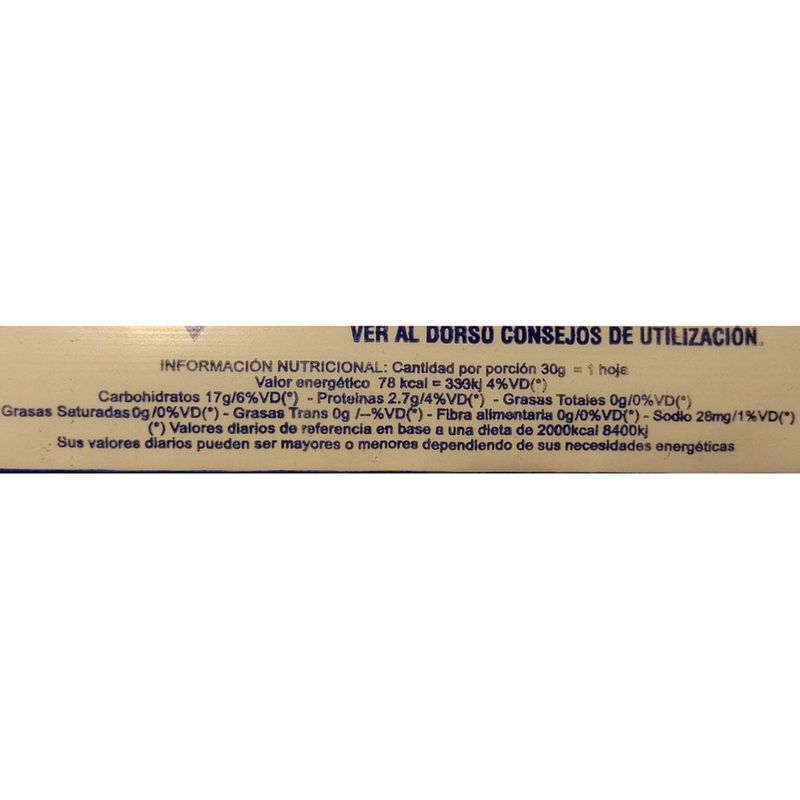 VER AL DORSO CONSEJOS DE UTILIZACIÓN.
INFORMACIÓN NUTRICIONAL: Cantidad por porción 30g = 1 hoja
Valor energético 78 kcal = 330kj 4%VD(*)
Carbohidratos 17g/6%VD(*) - Proteinas 2.7g/4%VD(*) - Grasas Totales 0g/0%VD(*)
Grasas Saturadas 0g/0%VD(*) - Grasas Trans 0g /--%VD(*) - Fibra alimentaria 0g/0%VD(*) - Sodio 26mg/1%VD(*)
(*) Valores diarios de referencia en base a una dieta de 2000kcal 8400kj
Sus valores diarios pueden ser mayores o menores dependiendo de sus necesidades energéticas